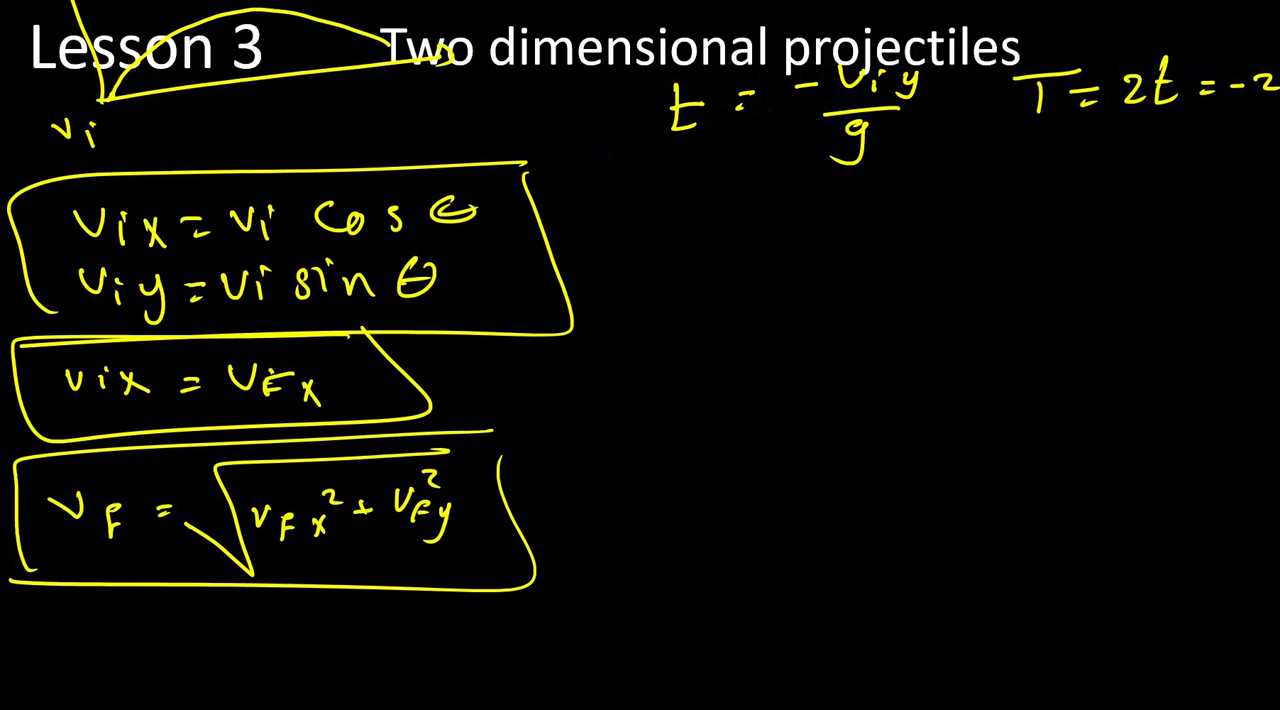 Lesson 3 Two dimensional projectiles
t = -viy/g T = 2t = -2
vi
vix = vi cos θ
viy = vi sin θ
vix = vFx
vF = √vFx² + vFy²